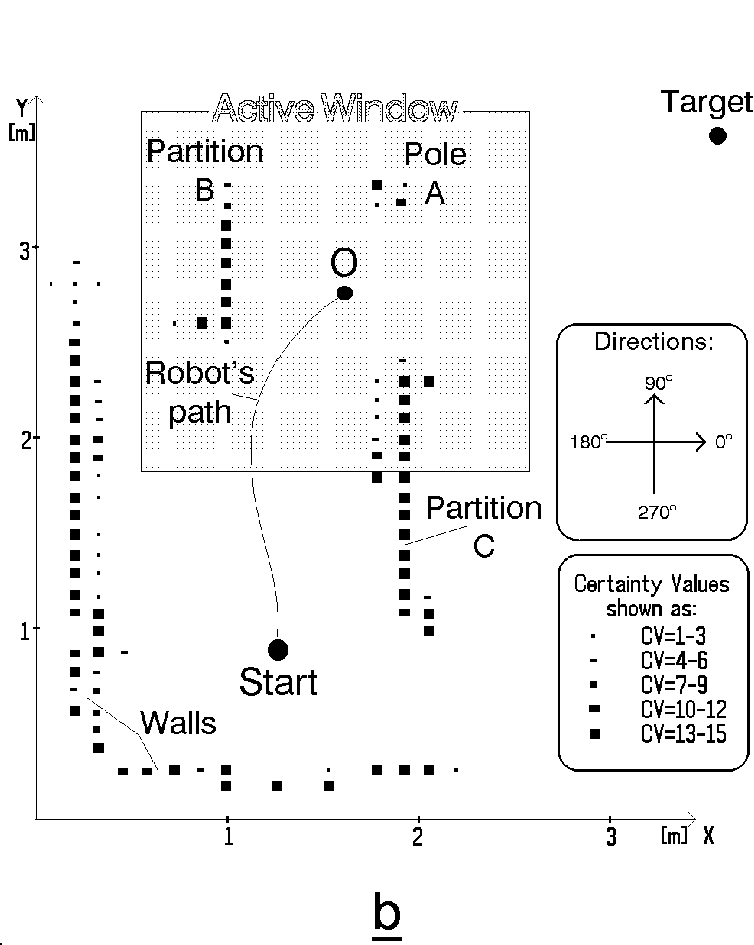 Active Window
Target
Y
[m]
Partition
B
Pole
A
3
O
Directions:
90°
180°
0°
270°
Robot's
path
2
Partition
C
Certainty Values
shown as:
CV=1-3
CV=4-6
CV=7-9
CV=10-12
CV=13-15
1
Start
Walls
1
2
3
[m] X
b